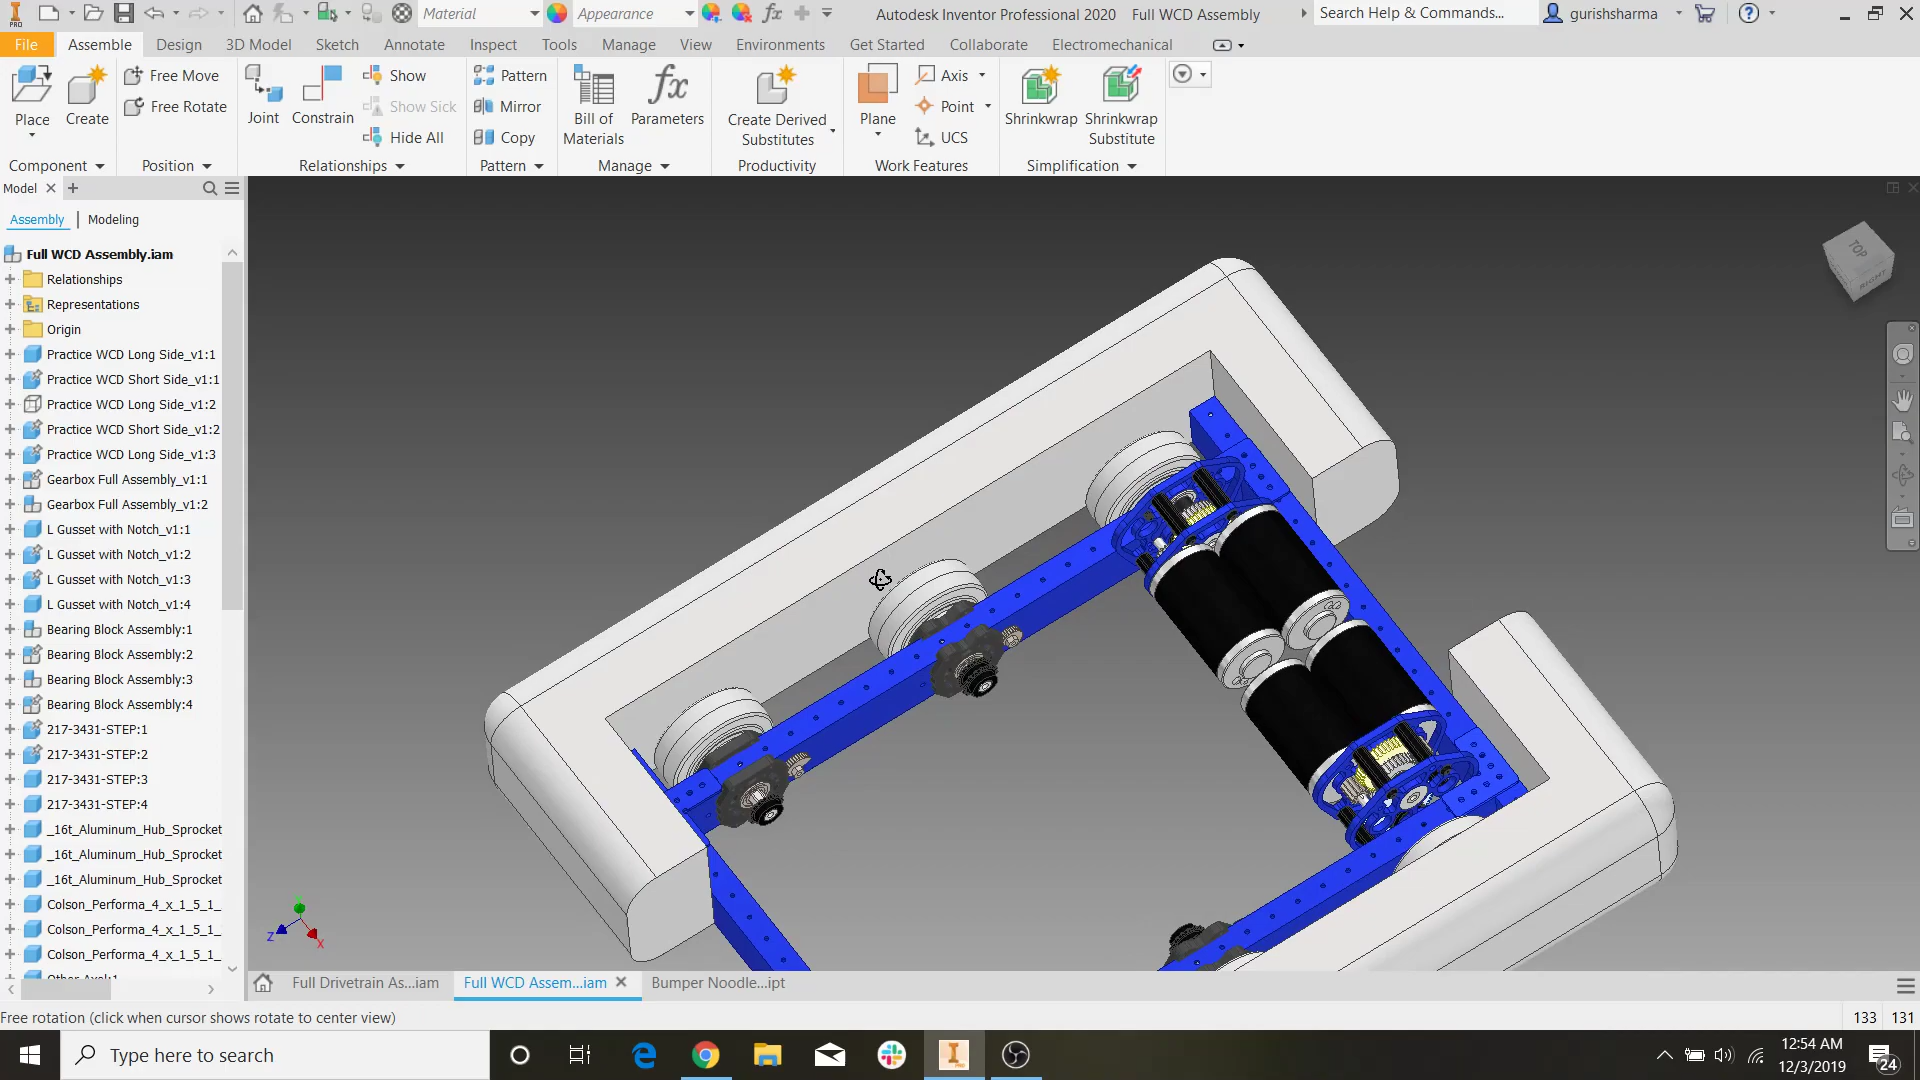 PRO
Material
Appearance
fx
Autodesk Inventor Professional 2020 Full WCD Assembly
Search Help & Commands...
gurishsharma
File
Assemble
Design
3D Model
Sketch
Annotate
Inspect
Tools
Manage
View
Environments
Get Started
Collaborate
Electromechanical
Place
Create
Component
Free Move
Free Rotate
Position
Joint
Constrain
Show
Show Sick
Hide All
Relationships
Pattern
Mirror
Copy
Pattern
Bill of
Materials
fx
Parameters
Manage
Create Derived
Substitutes
Productivity
Plane
Axis
Point
UCS
Work Features
Shrinkwrap
Shrinkwrap
Substitute
Simplification
Model
Assembly | Modeling
Full WCD Assembly.iam
Relationships
Representations
Origin
Practice WCD Long Side_v1:1
Practice WCD Short Side_v1:1
Practice WCD Long Side_v1:2
Practice WCD Short Side_v1:2
Practice WCD Long Side_v1:3
Gearbox Full Assembly_v1:1
Gearbox Full Assembly_v1:2
L Gusset with Notch_v1:1
L Gusset with Notch_v1:2
L Gusset with Notch_v1:3
L Gusset with Notch_v1:4
Bearing Block Assembly:1
Bearing Block Assembly:2
Bearing Block Assembly:3
Bearing Block Assembly:4
217-3431-STEP:1
217-3431-STEP:2
217-3431-STEP:3
217-3431-STEP:4
_16t_Aluminum_Hub_Sprocket
_16t_Aluminum_Hub_Sprocket
_16t_Aluminum_Hub_Sprocket
Colson_Performa_4_x_1_5_1_
Colson_Performa_4_x_1_5_1_
Colson_Performa_4_x_1_5_1_
TOP
RIGHT
Z
X
Full Drivetrain As...iam
Full WCD Assem...iam
Bumper Noodle...ipt
Free rotation (click when cursor shows rotate to center view)
133 131
Type here to search
12:54 AM
12/3/2019
24